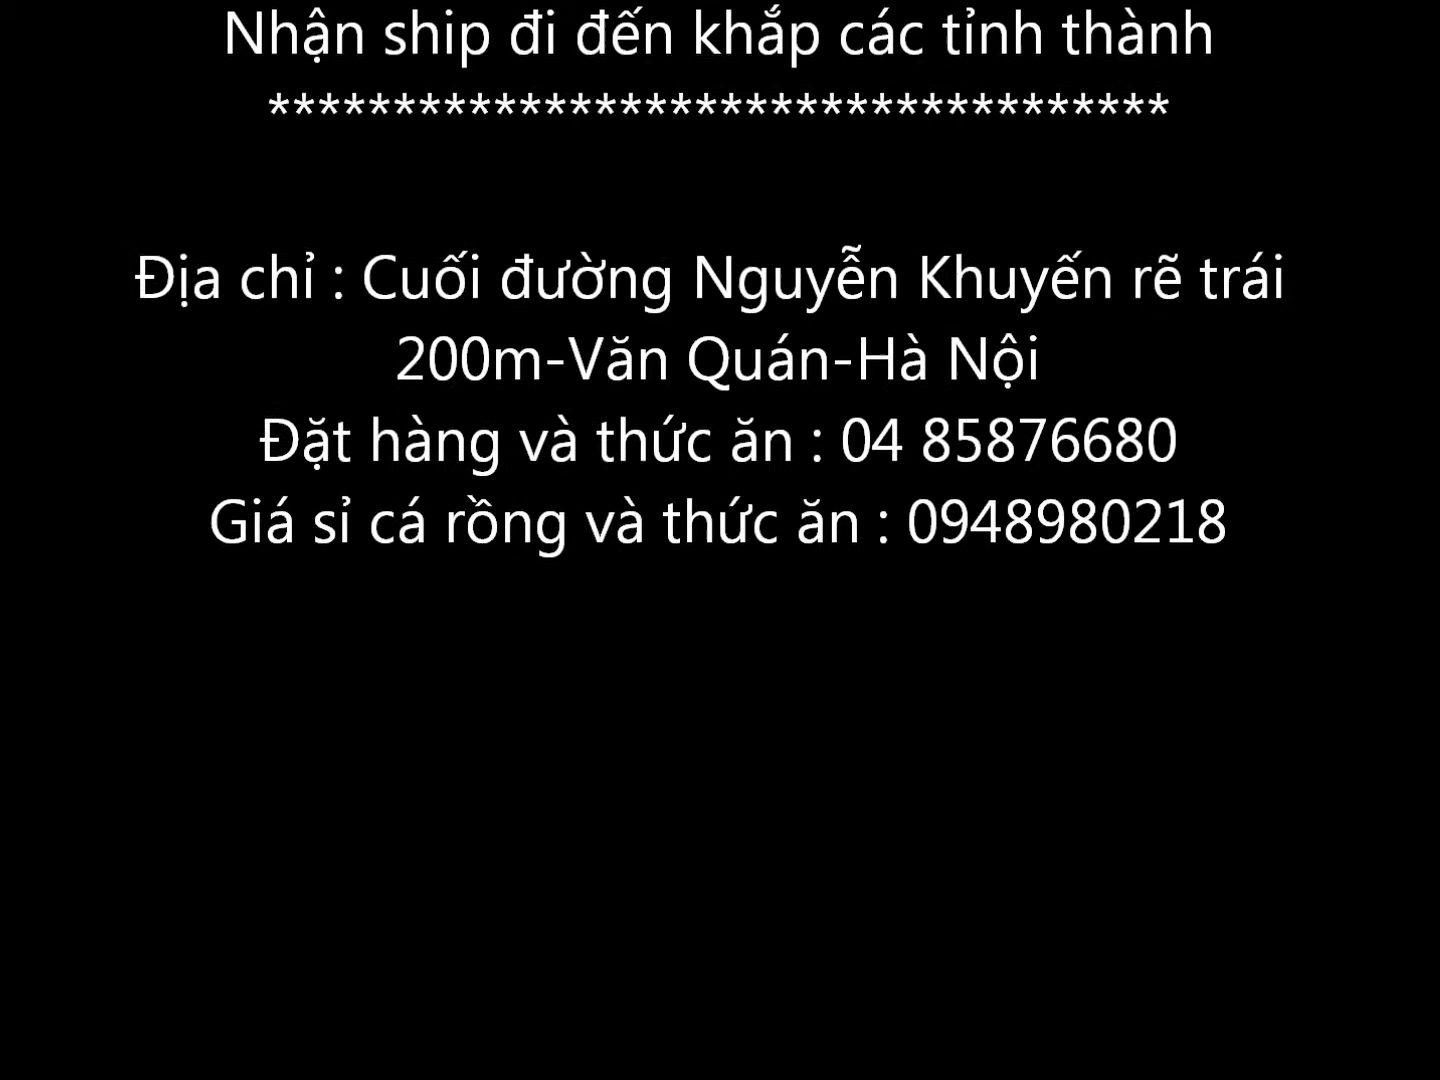 Nhận ship đi đến khắp các tỉnh thành
************************************
Địa chỉ : Cuối đường Nguyễn Khuyến rẽ trái
200m-Văn Quán-Hà Nội
Đặt hàng và thức ăn : 04 85876680
Giá sỉ cá rồng và thức ăn : 0948980218